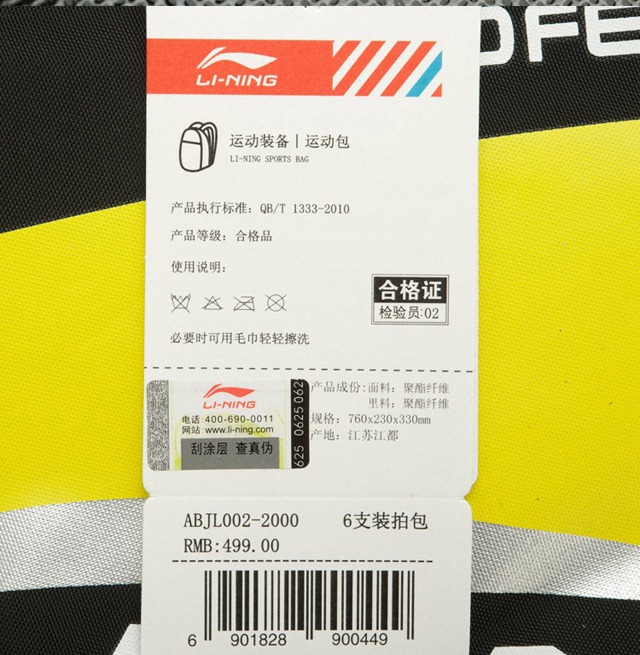 OFE
LI-NING
运动装备 | 运动包
LI-NING SPORTS BAG
产品执行标准: QB/T 1333-2010
产品等级: 合格品
使用说明:
合格证
检验员:02
必要时可用毛巾轻轻擦洗
LI-NING
电话:400-690-0011
网站:www.li-ning.com
刮涂层 查真伪
625 0625 062
产品成份: 面料: 聚酯纤维
里料: 聚酯纤维
规格: 760x230x330mm
产地: 江苏江都
ABJL002-2000 6支装拍包
RMB:499.00
6 901828 900449